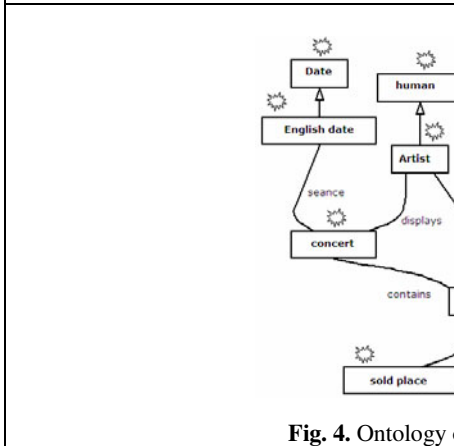 Date
human
English date
Artist
seance
displays
concert
contains
sold place
Fig. 4. Ontology